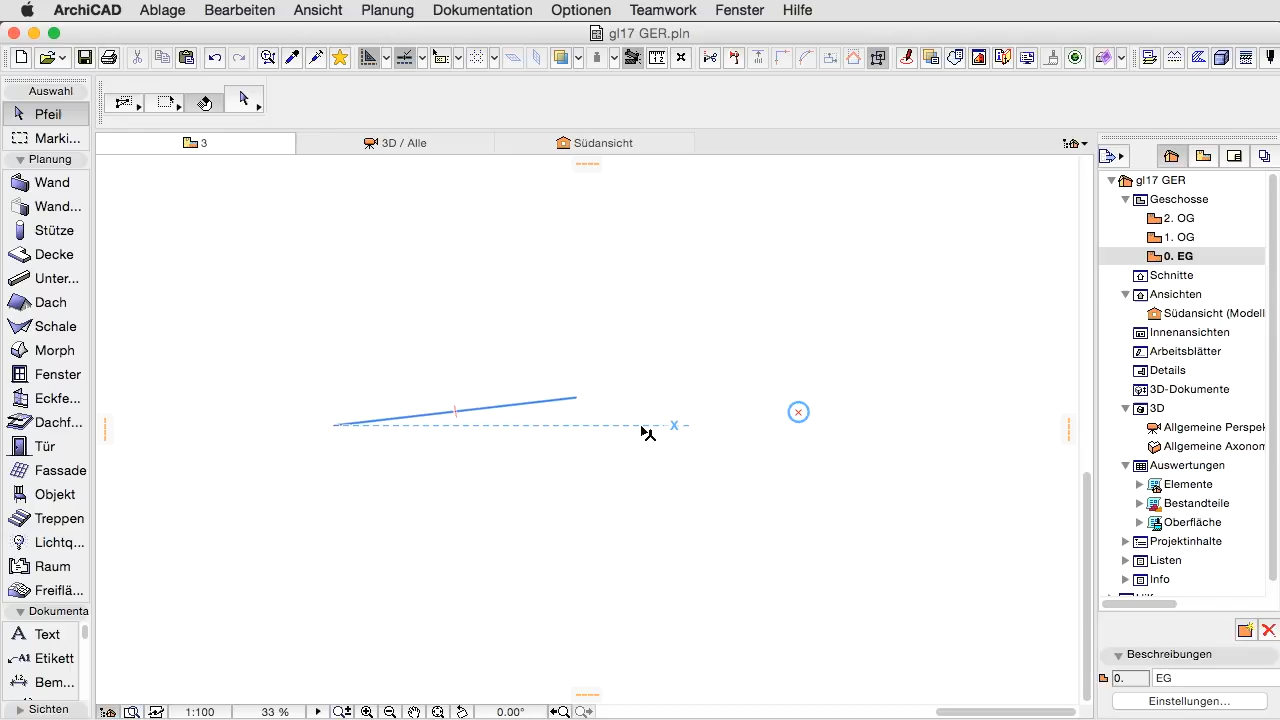 ArchiCAD Ablage Bearbeiten Ansicht Planung Dokumentation Optionen Teamwork Fenster Hilfe
gl17 GER.pln
Auswahl
Pfeil
Marki...
Planung
Wand
Wand...
Stütze
Decke
Unter...
Dach
Schale
Morph
Fenster
Eckfe...
Dachf...
Tür
Fassade
Objekt
Treppen
Lichtq...
Raum
Freiflä...
Dokumenta
Text
A1 Etikett
Bem...
Sichten
3
3D / Alle
Südansicht
X
1:100
33 %
0.00°
gl17 GER
Geschosse
2. OG
1. OG
0. EG
Schnitte
Ansichten
Südansicht (Modell
Innenansichten
Arbeitsblätter
Details
3D-Dokumente
3D
Allgemeine Perspek
Allgemeine Axonom
Auswertungen
Elemente
Bestandteile
Oberfläche
Projektinhalte
Listen
Info
Beschreibungen
0. EG
Einstellungen...